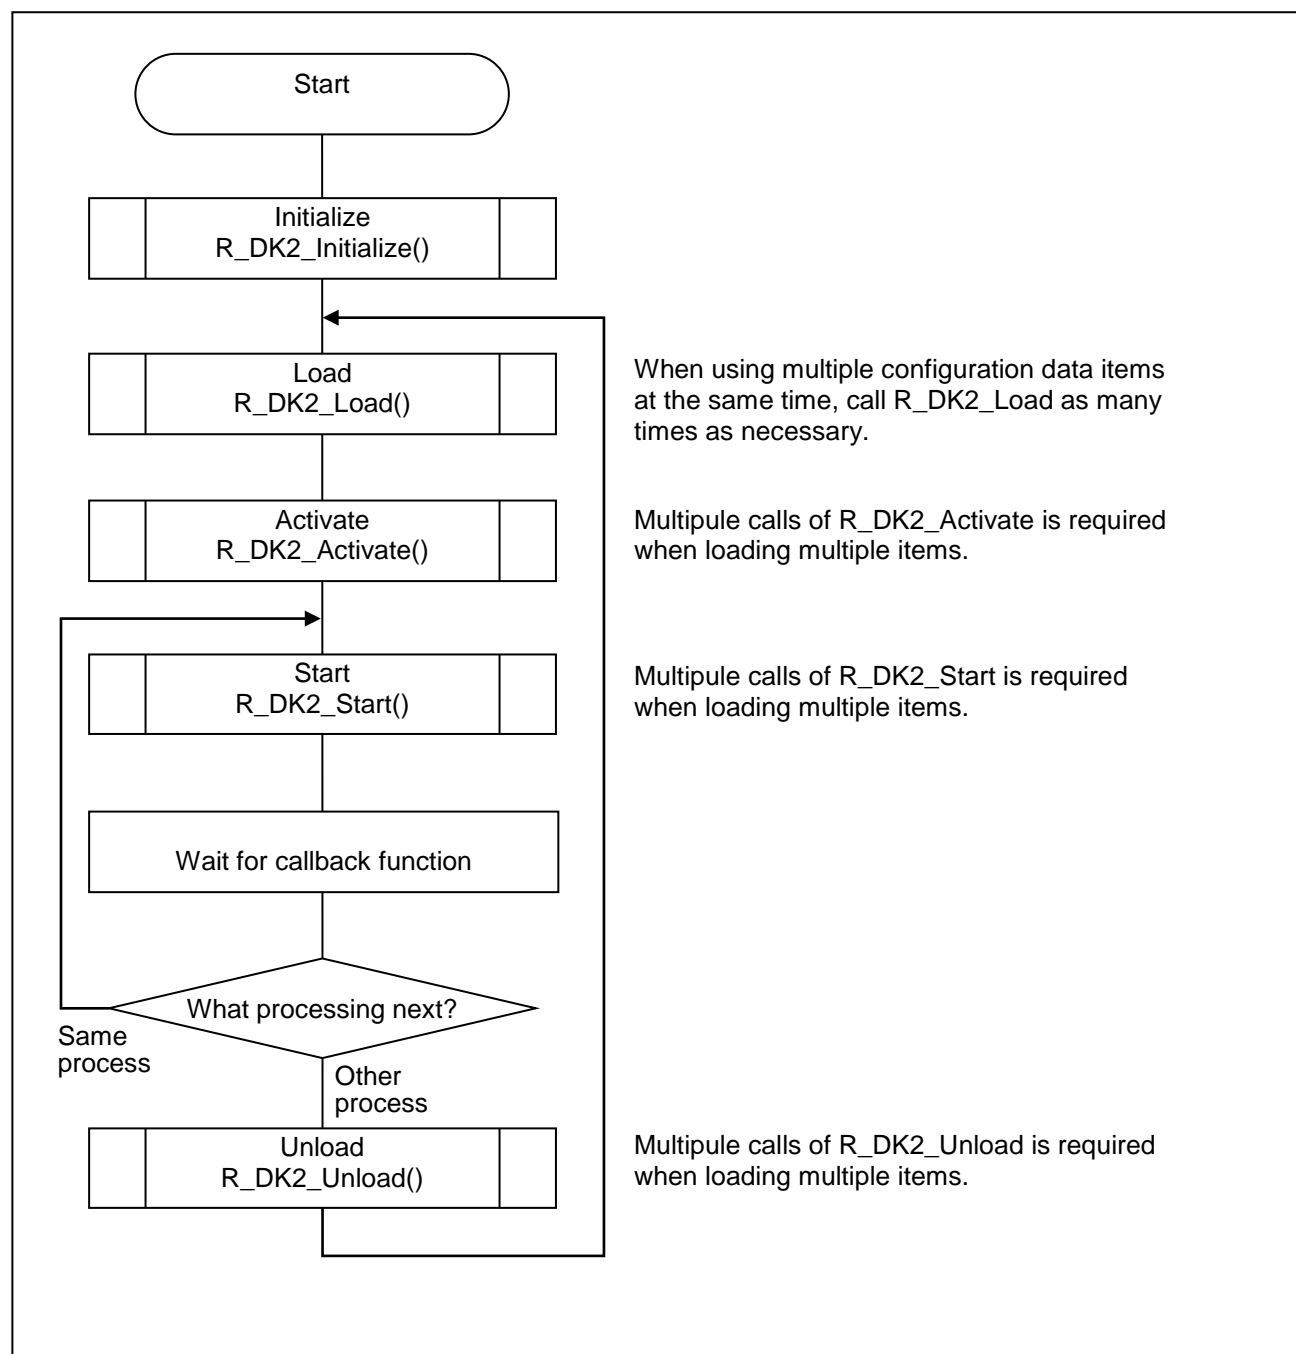 Start
Initialize
R_DK2_Initialize()
Load
R_DK2_Load()
When using multiple configuration data items
at the same time, call R_DK2_Load as many
times as necessary.
Activate
R_DK2_Activate()
Multipule calls of R_DK2_Activate is required
when loading multiple items.
Start
R_DK2_Start()
Multipule calls of R_DK2_Start is required
when loading multiple items.
Wait for callback function
What processing next?
Same
process
Other
process
Unload
R_DK2_Unload()
Multipule calls of R_DK2_Unload is required
when loading multiple items.